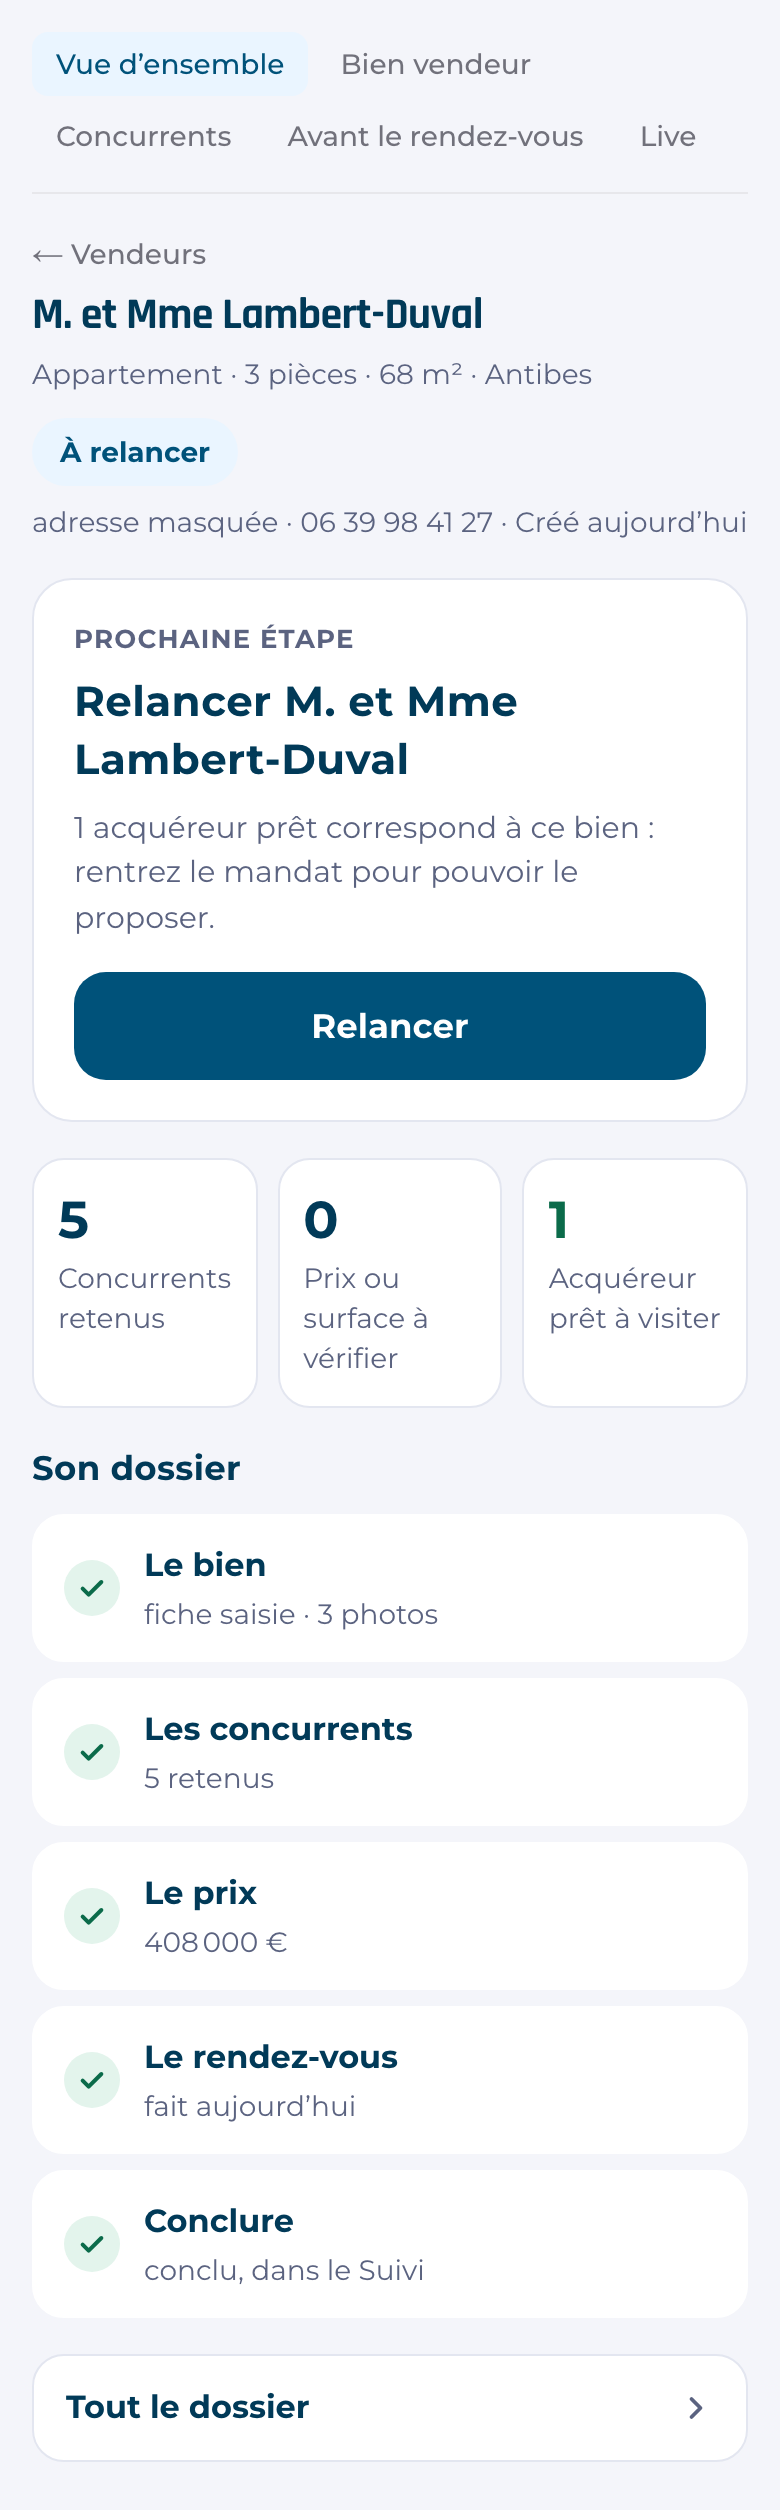 Vue d’ensemble
Bien vendeur
Concurrents
Avant le rendez-vous
Live
← Vendeurs
M. et Mme Lambert-Duval
Appartement · 3 pièces · 68 m² · Antibes
À relancer
adresse masquée · 06 39 98 41 27 · Créé aujourd’hui
PROCHAINE ÉTAPE
Relancer M. et Mme
Lambert-Duval
1 acquéreur prêt correspond à ce bien :
rentrez le mandat pour pouvoir le
proposer.
Relancer
5
Concurrents
retenus
0
Prix ou
surface à
vérifier
1
Acquéreur
prêt à visiter
Son dossier
Le bien
fiche saisie · 3 photos
Les concurrents
5 retenus
Le prix
408 000 €
Le rendez-vous
fait aujourd’hui
Conclure
conclu, dans le Suivi
Tout le dossier